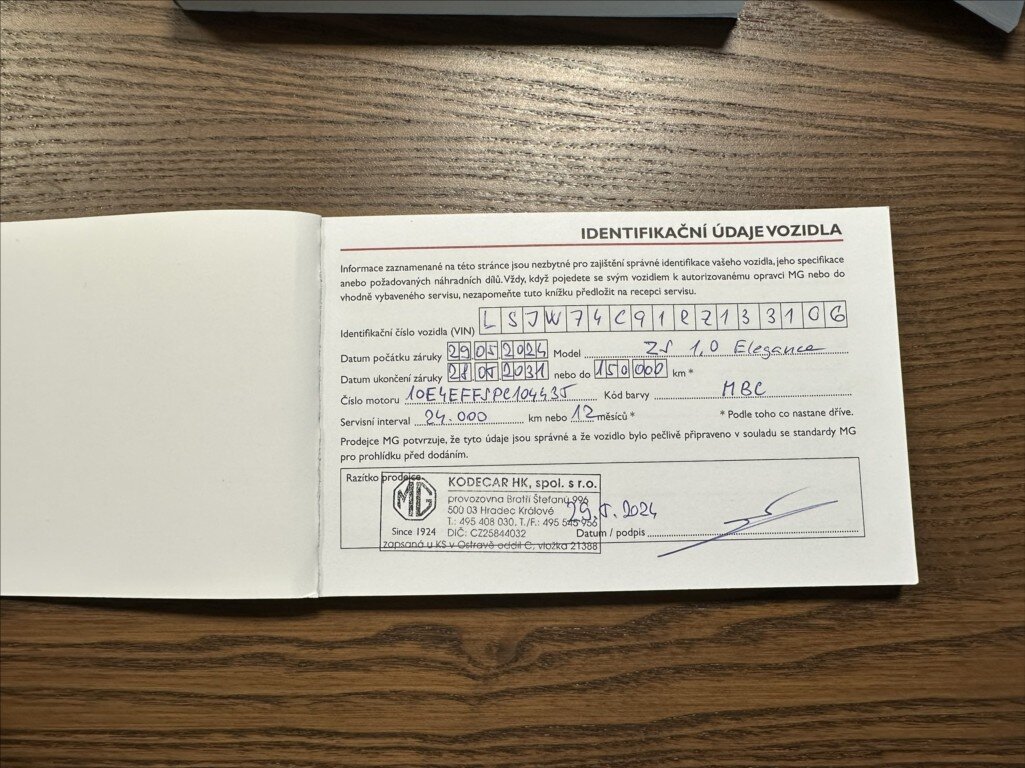 IDENTIFIKAČNÍ ÚDAJE VOZIDLA
Informace zaznamenané na této stránce jsou nezbytné pro zajištění správné identifikace vašeho vozidla, jeho specifikace
anebo požadovaných náhradních dílů. Vždy, když pojedete se svým vozidlem k autorizovanému opravci MG nebo do
vhodně vybaveného servisu, nezapomeňte tuto knížku předložit na recepci servisu.
Identifikační číslo vozidla (VIN)
Datum počátku záruky 29 05 2024 Model ZS 1,0 Elegance
Datum ukončení záruky 28 05 2031 nebo do 150 000 km *
Číslo motoru Kód barvy MBC
Servisní interval 24.000 km nebo 12 měsíců * * Podle toho co nastane dříve.
Prodejce MG potvrzuje, že tyto údaje jsou správné a že vozidlo bylo pečlivě připraveno v souladu se standardy MG
pro prohlídku před dodáním.
Razítko prodejce
MG
Since 1924
KODECAR HK, spol. s r.o.
provozovna Bratří Štefanů 996
500 03 Hradec Králové
T.: 495 408 030, T./F.: 495 545 956
DIČ: CZ25844032
zapsaná u KS v Ostravě oddíl C, vložka 21388
29.5.2024
Datum / podpis